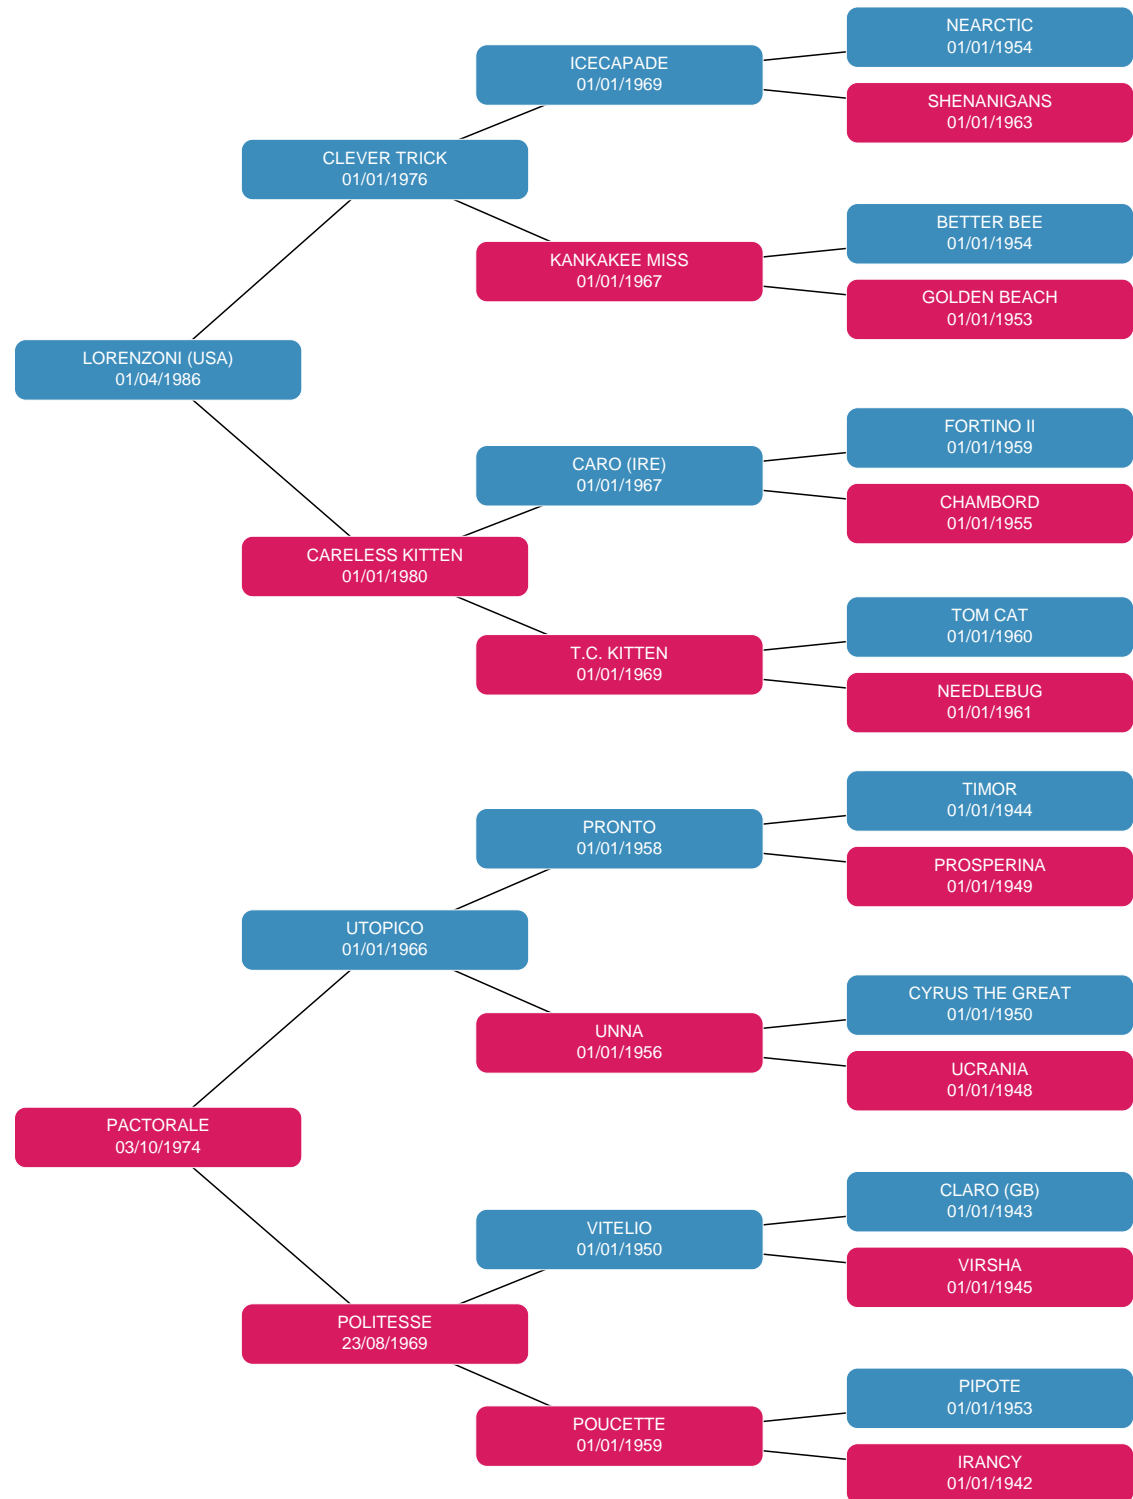 NEARCTIC
01/01/1954
ICECAPADE
01/01/1969
SHENANIGANS
01/01/1963
CLEVER TRICK
01/01/1976
BETTER BEE
01/01/1954
KANKAKEE MISS
01/01/1967
GOLDEN BEACH
01/01/1953
LORENZONI (USA)
01/04/1986
FORTINO II
01/01/1959
CARO (IRE)
01/01/1967
CHAMBORD
01/01/1955
CARELESS KITTEN
01/01/1980
TOM CAT
01/01/1960
T.C. KITTEN
01/01/1969
NEEDLEBUG
01/01/1961
TIMOR
01/01/1944
PRONTO
01/01/1958
PROSPERINA
01/01/1949
UTOPICO
01/01/1966
CYRUS THE GREAT
01/01/1950
UNNA
01/01/1956
UCRANIA
01/01/1948
PACTORALE
03/10/1974
CLARO (GB)
01/01/1943
VITELIO
01/01/1950
VIRSHA
01/01/1945
POLITESSE
23/08/1969
PIPOTE
01/01/1953
POUCETTE
01/01/1959
IRANCY
01/01/1942